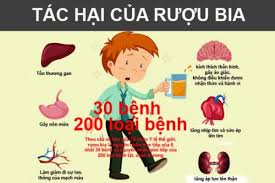 TÁC HẠI CỦA RƯỢU BIA
Tổn thương gan
kích thích thần kinh,
gây ảo giác,
không điều khiển được
nhận thức và hành vi
30 bệnh
200 loại bệnh
Gây nôn mửa
tăng nhịp tim và sức ép
lên tim
Làm giảm đi sự lưu
thông của mạch máu
tăng áp lực lên thận